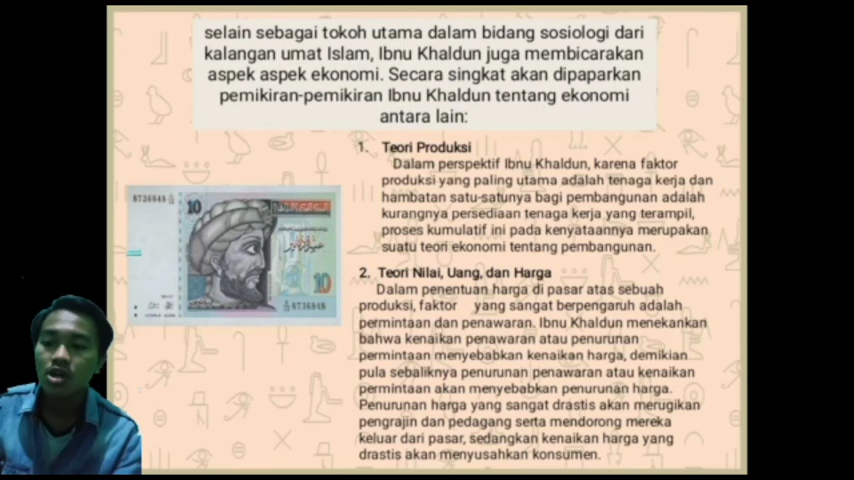 selain sebagai tokoh utama dalam bidang sosiologi dari
kalangan umat Islam, Ibnu Khaldun juga membicarakan
aspek aspek ekonomi. Secara singkat akan dipaparkan
pemikiran-pemikiran Ibnu Khaldun tentang ekonomi
antara lain:
1. Teori Produksi
Dalam perspektif Ibnu Khaldun, karena faktor
produksi yang paling utama adalah tenaga kerja dan
hambatan satu-satunya bagi pembangunan adalah
kurangnya persediaan tenaga kerja yang terampil,
proses kumulatif ini pada kenyataannya merupakan
suatu teori ekonomi tentang pembangunan.
8736848
10
10
8736848
2. Teori Nilai, Uang, dan Harga
Dalam penentuan harga di pasar atas sebuah
produksi, faktor yang sangat berpengaruh adalah
permintaan dan penawaran. Ibnu Khaldun menekankan
bahwa kenaikan penawaran atau penurunan
permintaan menyebabkan kenaikan harga, demikian
pula sebaliknya penurunan penawaran atau kenaikan
permintaan akan menyebabkan penurunan harga.
Penurunan harga yang sangat drastis akan merugikan
pengrajin dan pedagang serta mendorong mereka
keluar dari pasar, sedangkan kenaikan harga yang
drastis akan menyusahkan konsumen.